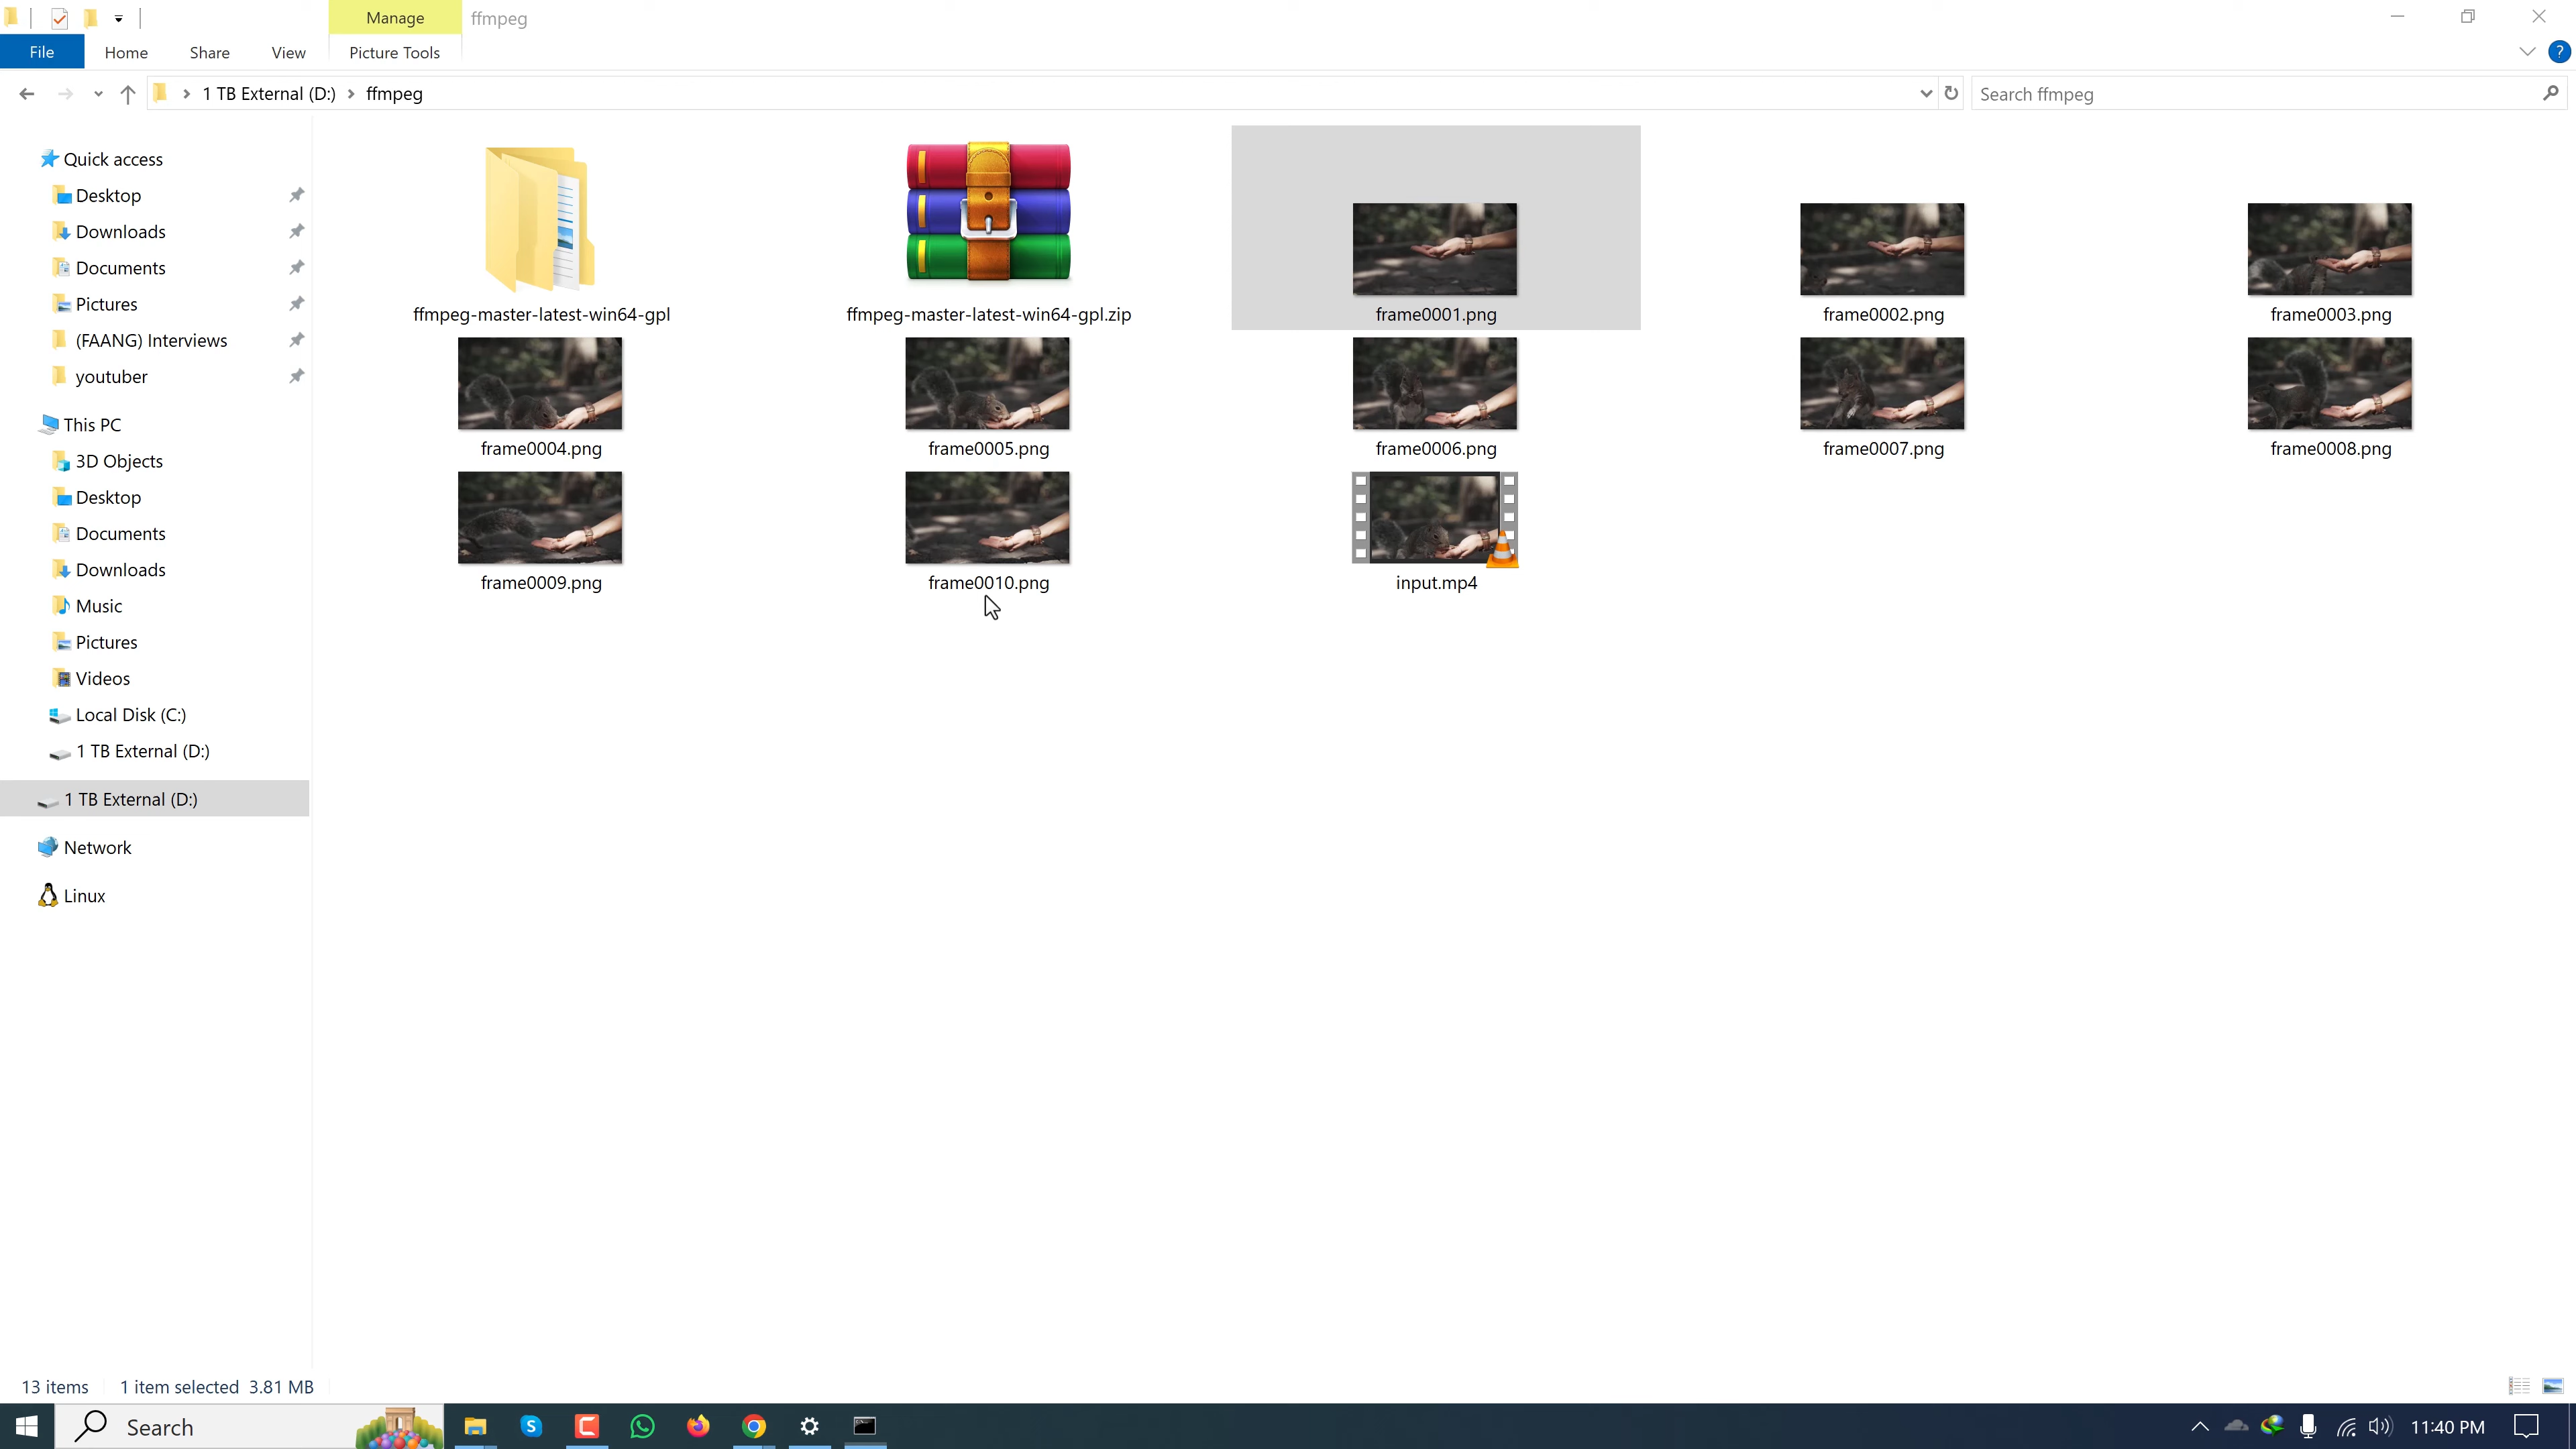 Manage
ffmpeg
File
Home
Share
View
Picture Tools
?
1 TB External (D:)
ffmpeg
Search ffmpeg
Quick access
Desktop
Downloads
Documents
Pictures
(FAANG) Interviews
youtuber
This PC
3D Objects
Desktop
Documents
Downloads
Music
Pictures
Videos
Local Disk (C:)
1 TB External (D:)
1 TB External (D:)
Network
Linux
ffmpeg-master-latest-win64-gpl
ffmpeg-master-latest-win64-gpl.zip
frame0001.png
frame0002.png
frame0003.png
frame0004.png
frame0005.png
frame0006.png
frame0007.png
frame0008.png
frame0009.png
frame0010.png
input.mp4
13 items
1 item selected 3.81 MB
Search
11:40 PM